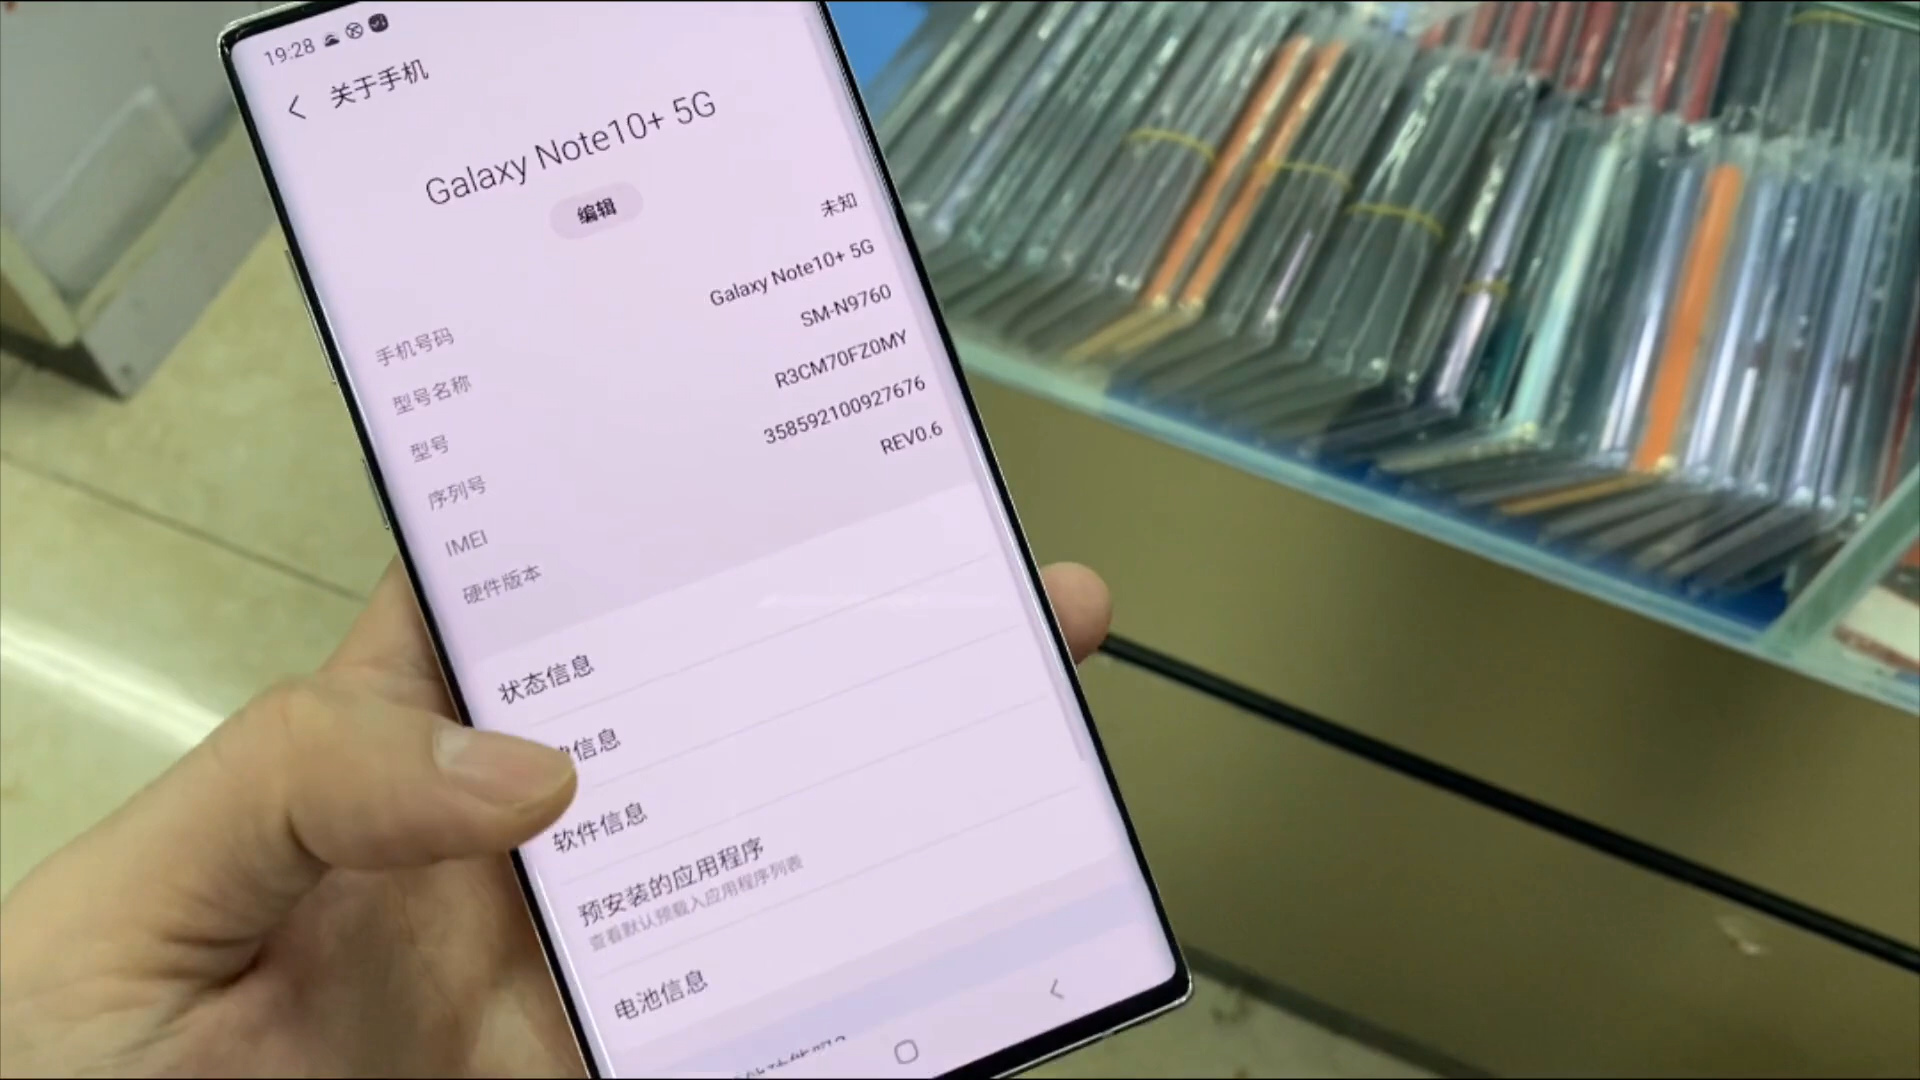 19:28
关于手机
Galaxy Note10+ 5G
编辑
手机号码 未知
型号名称 Galaxy Note10+ 5G
型号 SM-N9760
序列号 R3CM70FZ0MY
IMEI 358592100927676
硬件版本 REV0.6
状态信息
信息
软件信息
预安装的应用程序
查看默认预载入应用程序列表
电池信息